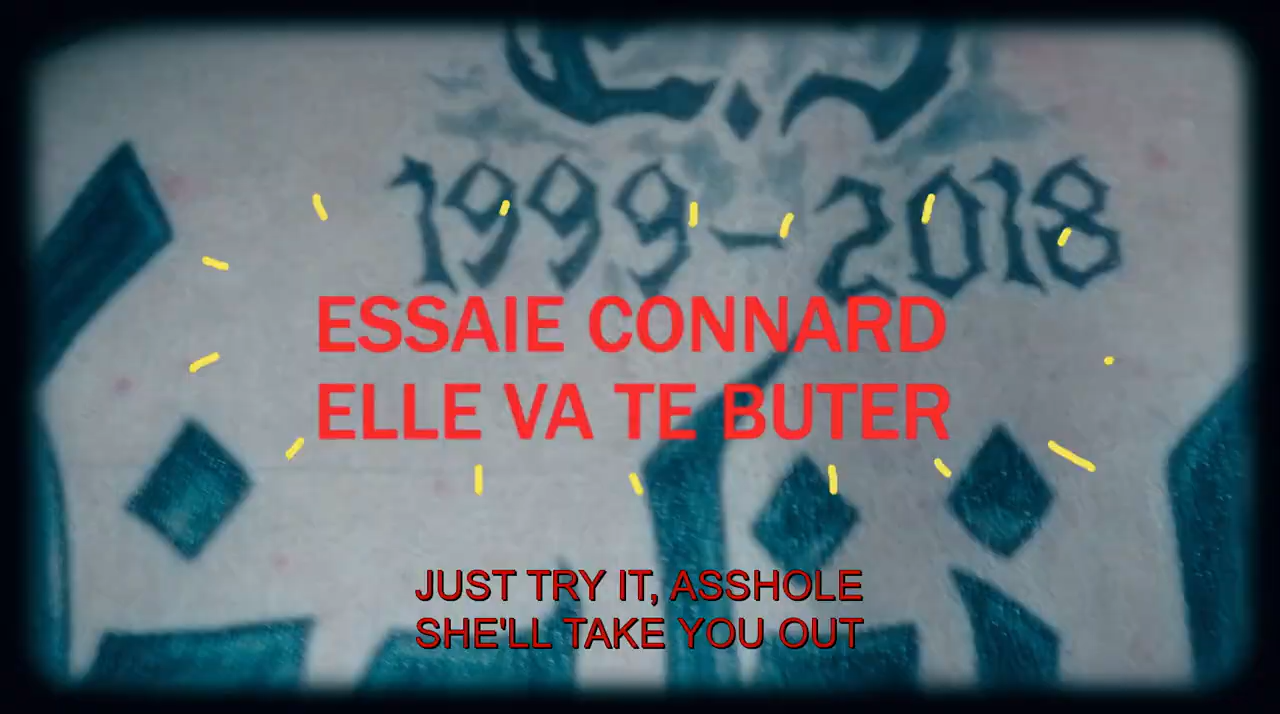 1999-2018
ESSAIE CONNARD
ELLE VA TE BUTER
JUST TRY IT, ASSHOLE
SHE'LL TAKE YOU OUT